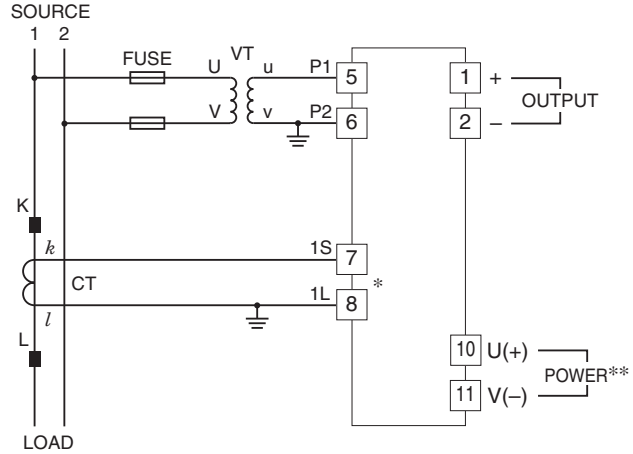 SOURCE
1 2
FUSE
U VT u P1 5
1 +
OUTPUT
V v P2 6
2 –
K
k 1S 7
CT
*
l 1L 8
L
10 U(+)
POWER**
11 V(–)
LOAD